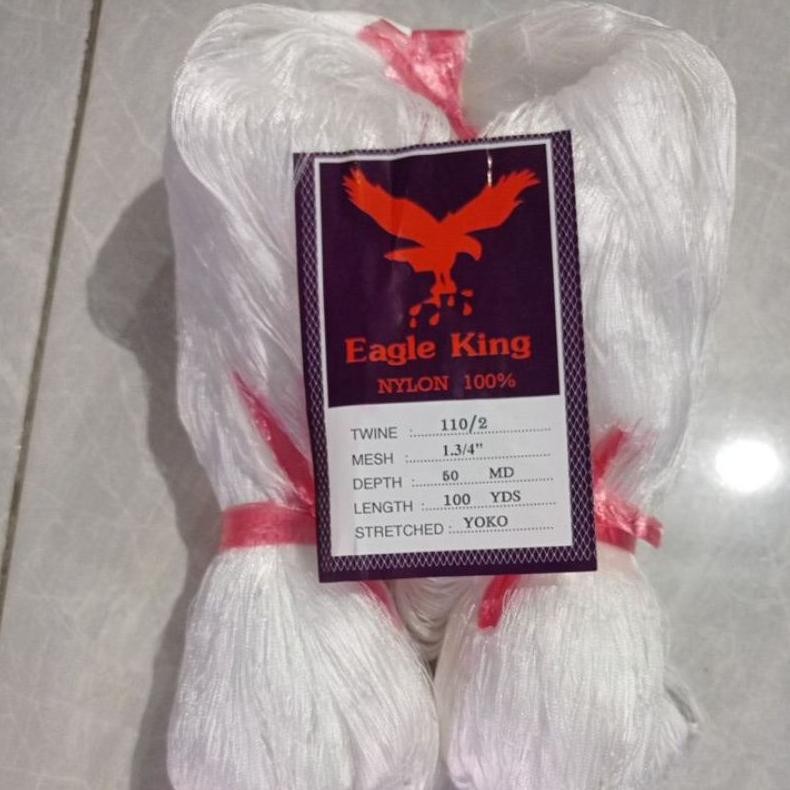 Eagle King
NYLON 100%
TWINE : 110/2
MESH : 1.3/4"
DEPTH : 50 MD
LENGTH : 100 YDS
STRETCHED : YOKO